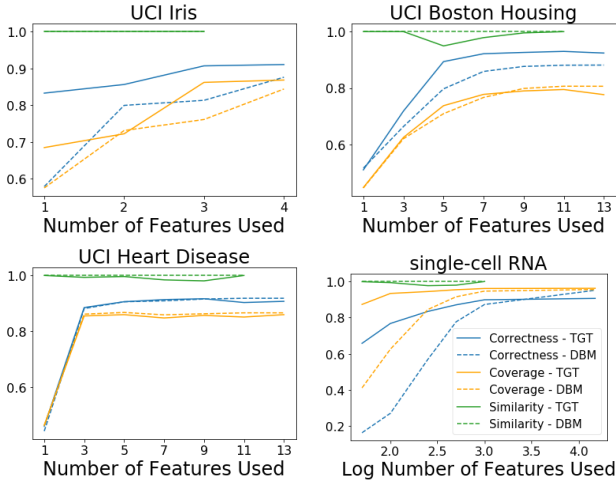 UCI Iris
1.0
0.9
0.8
0.7
0.6
1 2 3 4
Number of Features Used
UCI Boston Housing
1.0
0.8
0.6
1 3 5 7 9 11 13
Number of Features Used
UCI Heart Disease
1.0
0.8
0.6
1 3 5 7 9 11 13
Number of Features Used
single-cell RNA
1.0
0.8
0.6
0.4
0.2
2.0 2.5 3.0 3.5 4.0
Log Number of Features Used
Correctness - TGT
Correctness - DBM
Coverage - TGT
Coverage - DBM
Similarity - TGT
Similarity - DBM